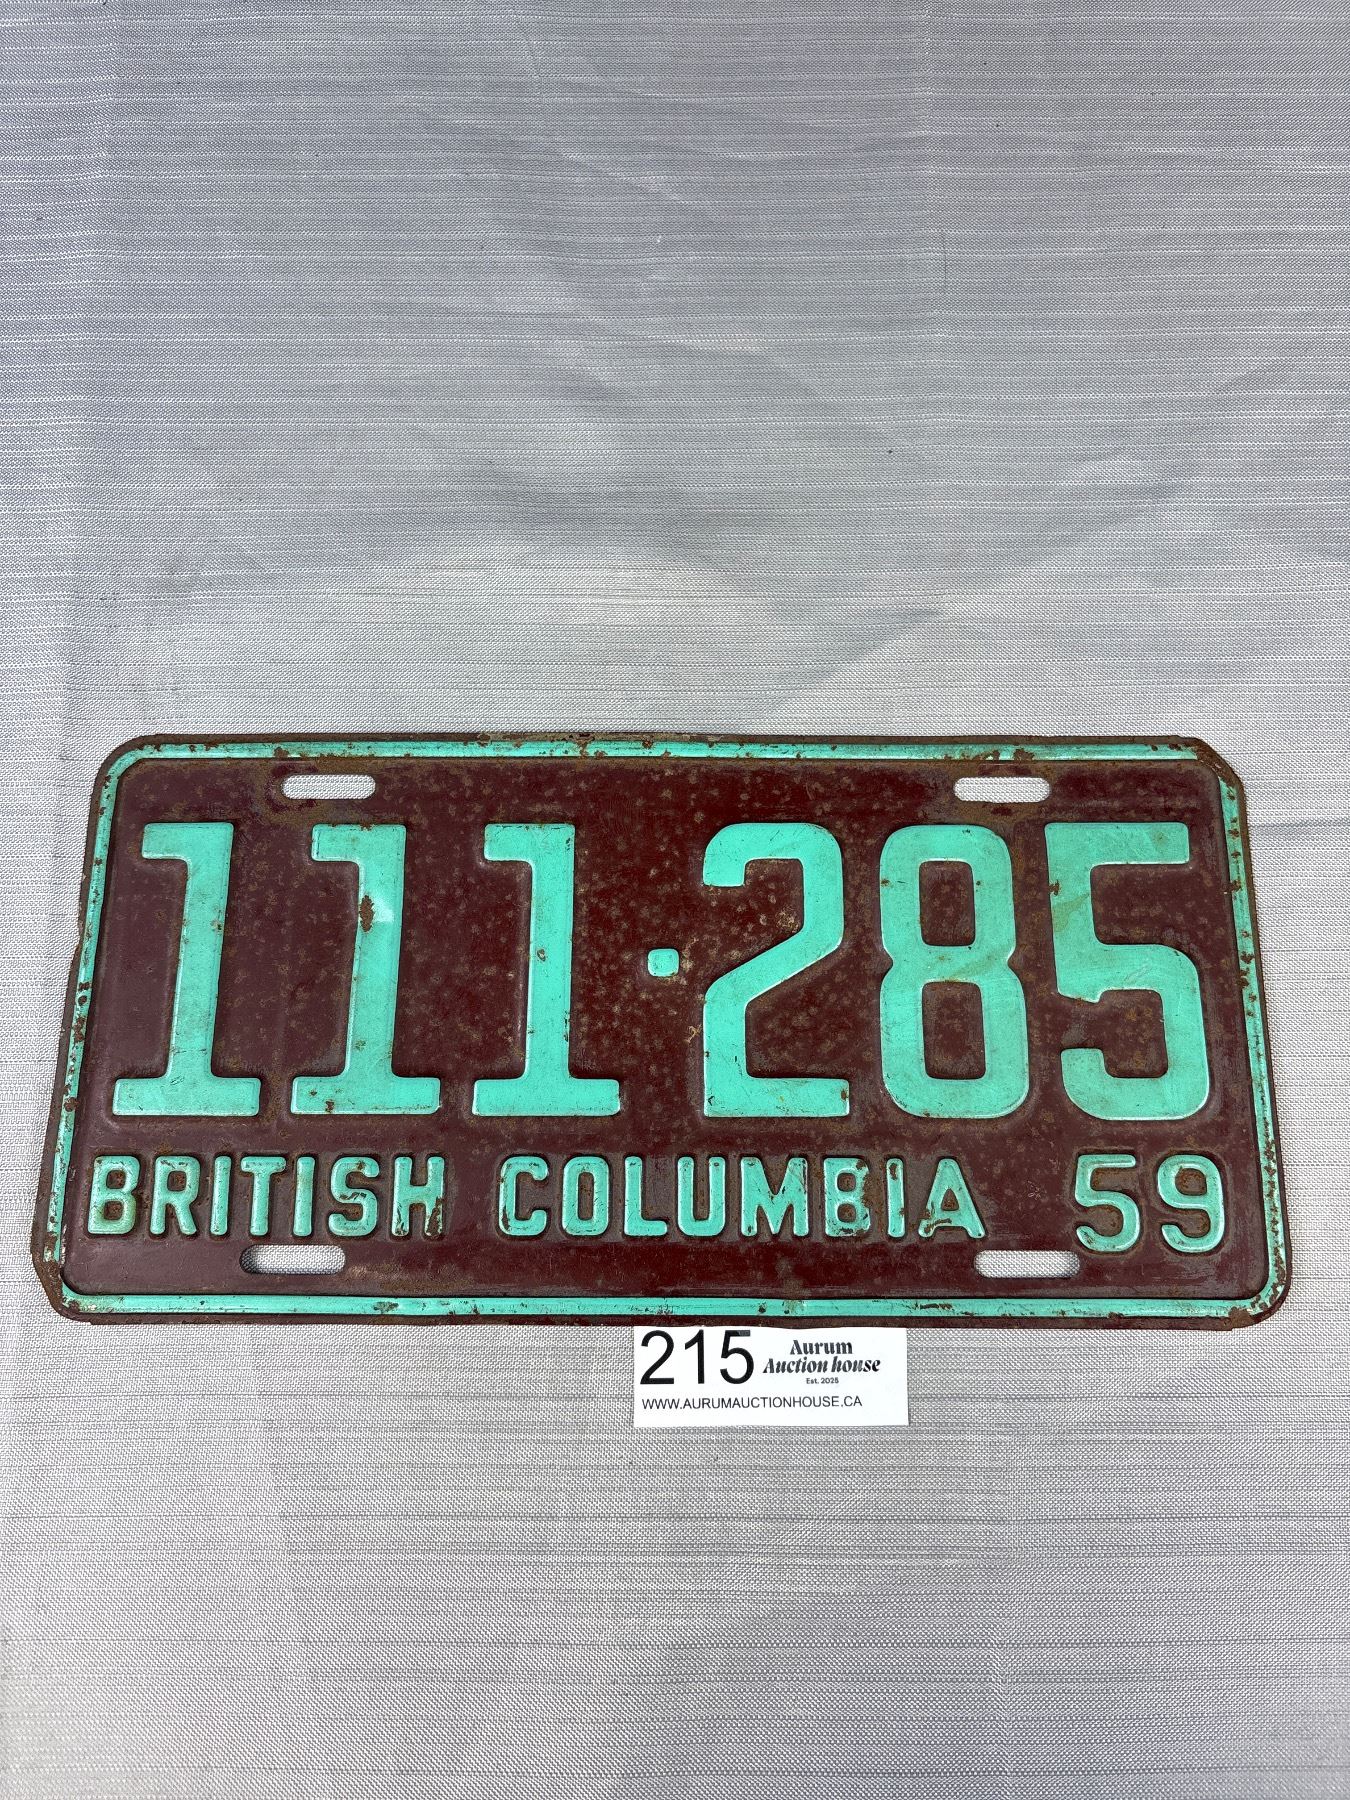 111·285
BRITISH COLUMBIA 59
215
Aurum
Auction house
Est. 2025
WWW.AURUMAUCTIONHOUSE.CA